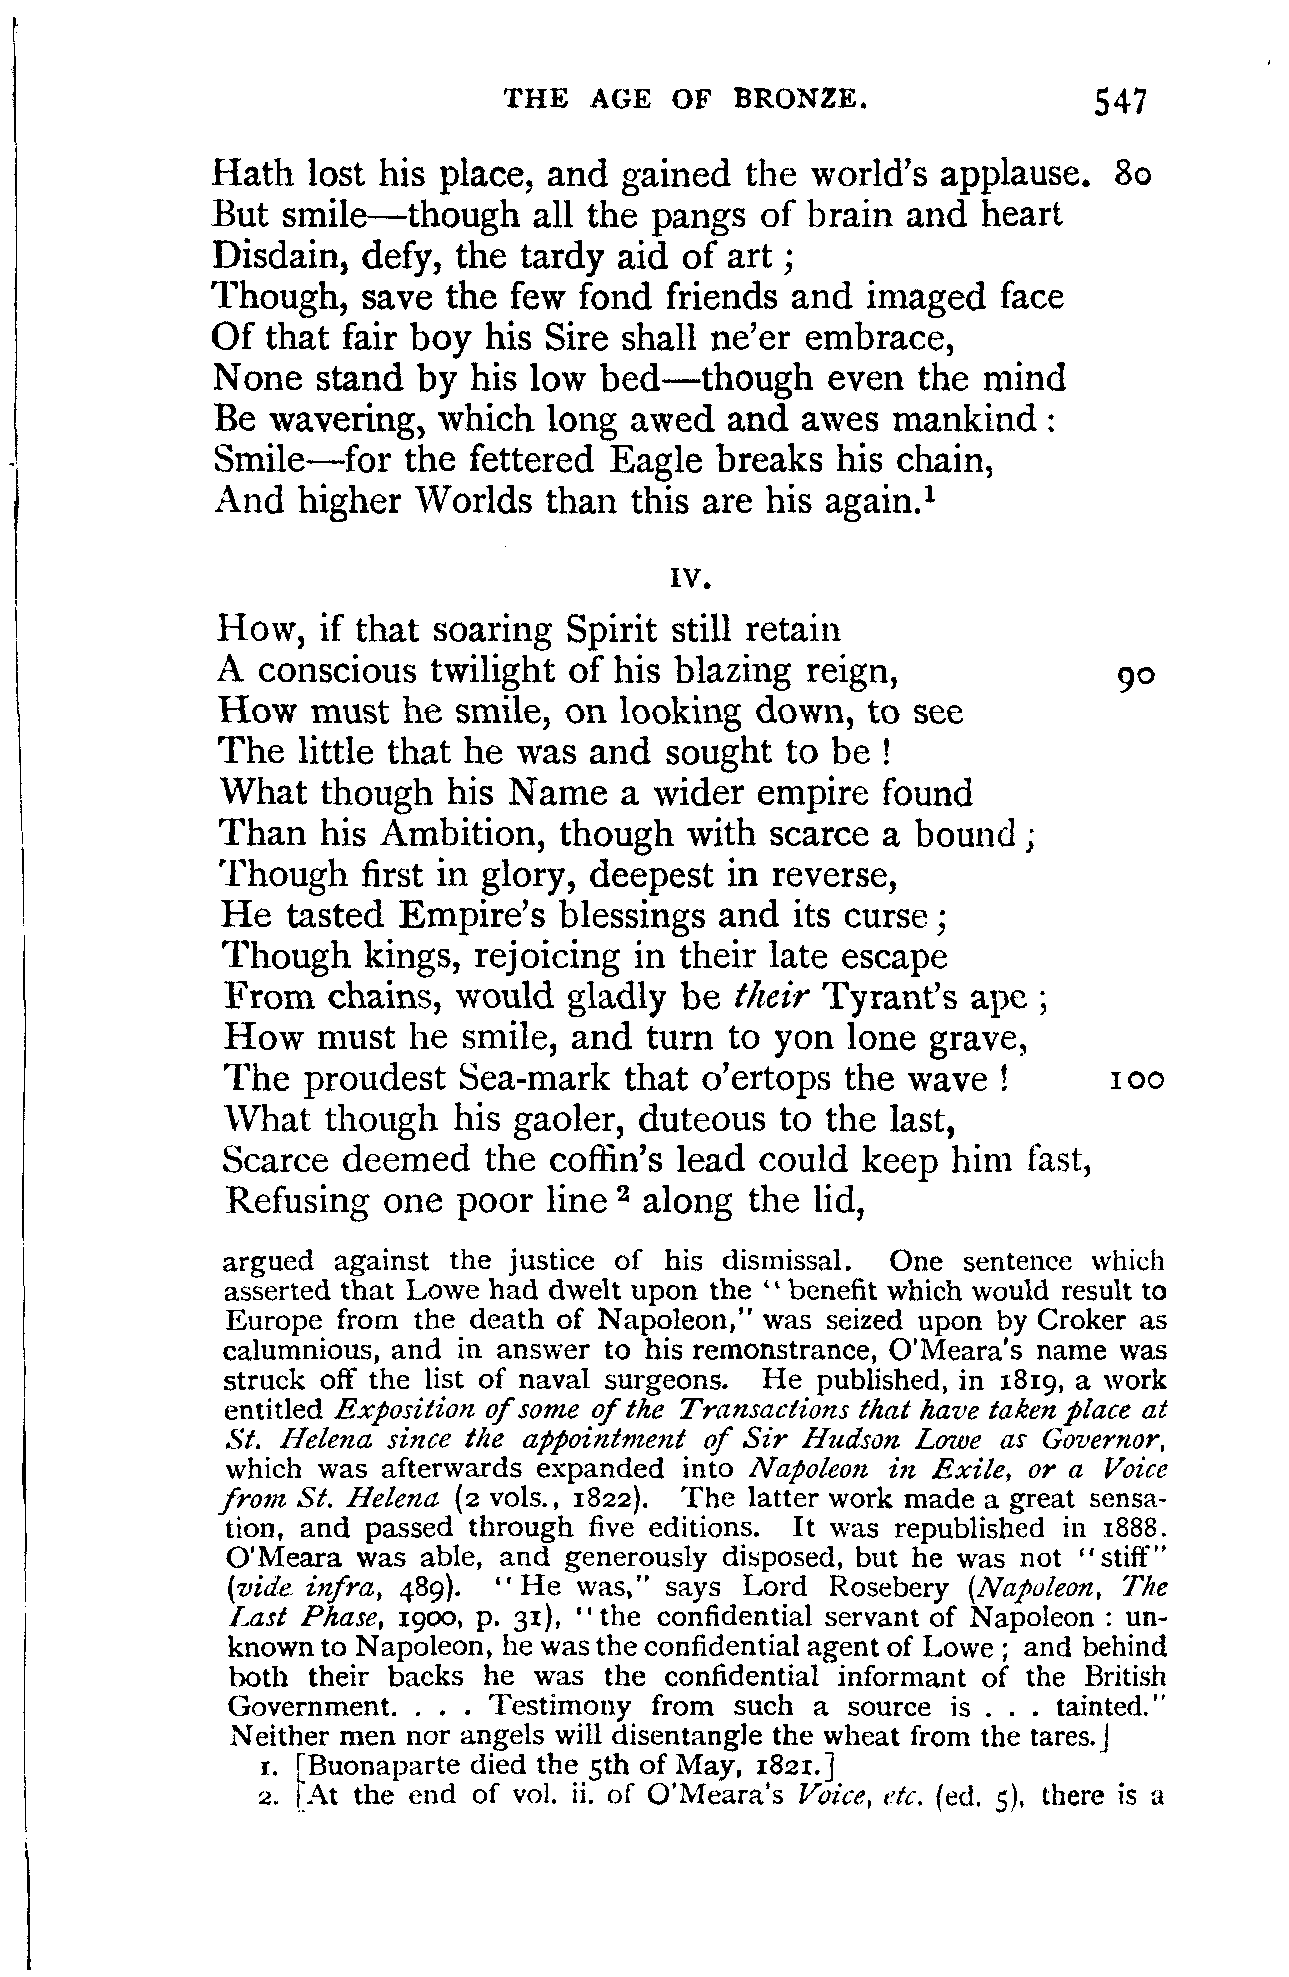 THE AGE OF BRONZE. 547
Hath lost his place, and gained the world's applause. 80
But smile—though all the pangs of brain and heart
Disdain, defy, the tardy aid of art ;
Though, save the few fond friends and imaged face
Of that fair boy his Sire shall ne'er embrace,
None stand by his low bed—though even the mind
Be wavering, which long awed and awes mankind :
Smile—for the fettered Eagle breaks his chain,
And higher Worlds than this are his again.¹
IV.
How, if that soaring Spirit still retain
A conscious twilight of his blazing reign, 90
How must he smile, on looking down, to see
The little that he was and sought to be !
What though his Name a wider empire found
Than his Ambition, though with scarce a bound ;
Though first in glory, deepest in reverse,
He tasted Empire's blessings and its curse ;
Though kings, rejoicing in their late escape
From chains, would gladly be their Tyrant's ape ;
How must he smile, and turn to yon lone grave,
The proudest Sea-mark that o'ertops the wave ! 100
What though his gaoler, duteous to the last,
Scarce deemed the coffin's lead could keep him fast,
Refusing one poor line ² along the lid,
argued against the justice of his dismissal. One sentence which
asserted that Lowe had dwelt upon the "benefit which would result to
Europe from the death of Napoleon," was seized upon by Croker as
calumnious, and in answer to his remonstrance, O'Meara's name was
struck off the list of naval surgeons. He published, in 1819, a work
entitled Exposition of some of the Transactions that have taken place at
St. Helena since the appointment of Sir Hudson Lowe as Governor,
which was afterwards expanded into Napoleon in Exile, or a Voice
from St. Helena (2 vols., 1822). The latter work made a great sensa-
tion, and passed through five editions. It was republished in 1888.
O'Meara was able, and generously disposed, but he was not "stiff"
(vide infra, 489). "He was," says Lord Rosebery (Napoleon, The
Last Phase, 1900, p. 31), "the confidential servant of Napoleon : un-
known to Napoleon, he was the confidential agent of Lowe ; and behind
both their backs he was the confidential informant of the British
Government. . . . Testimony from such a source is . . . tainted."
Neither men nor angels will disentangle the wheat from the tares.]
1. [Buonaparte died the 5th of May, 1821.]
2. [At the end of vol. ii. of O'Meara's Voice, etc. (ed. 5), there is a